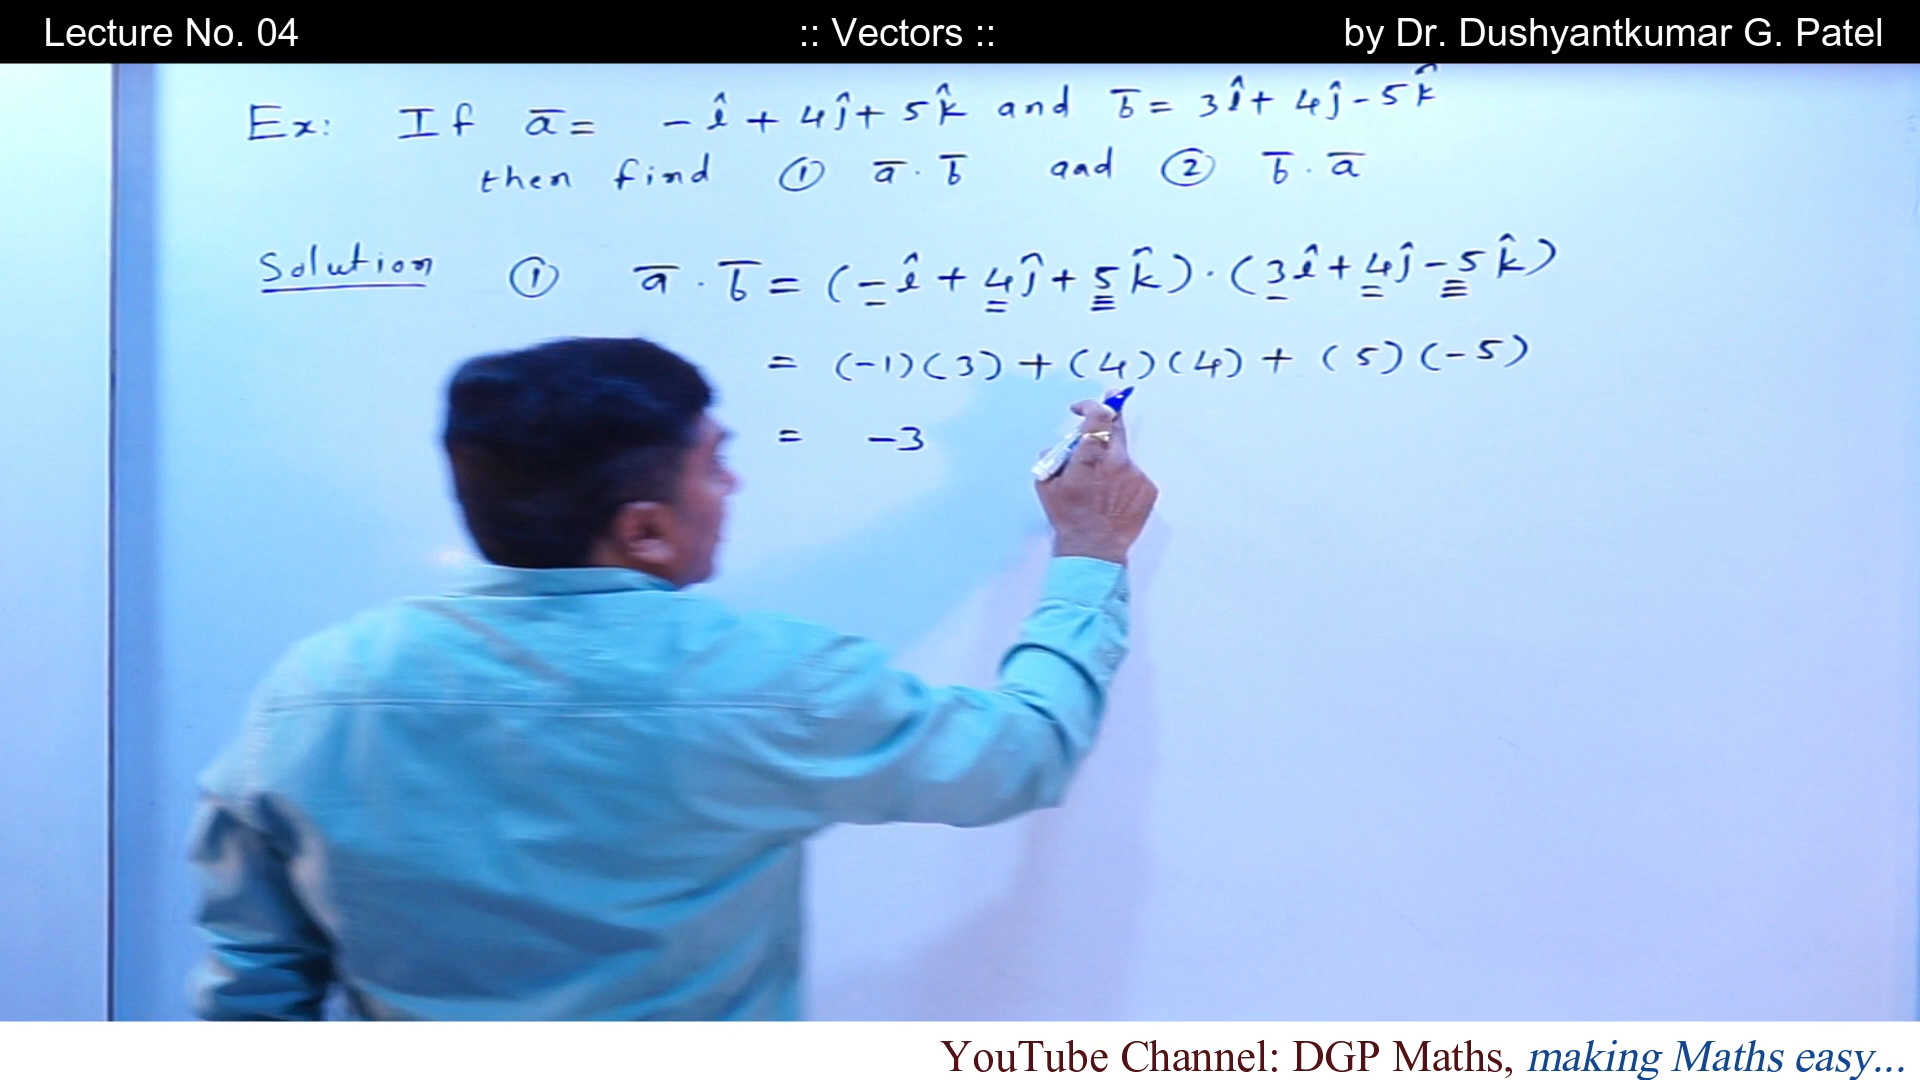 Lecture No. 04 :: Vectors :: by Dr. Dushyantkumar G. Patel
Ex: If a̅ = -î + 4ĵ + 5k̂ and b̅ = 3î + 4ĵ - 5k̂
then find ① a̅ . b̅ and ② b̅ . a̅
Solution ① a̅ . b̅ = (-î + 4ĵ + 5k̂) . (3î + 4ĵ - 5k̂)
= (-1)(3) + (4)(4) + (5)(-5)
= -3
YouTube Channel: DGP Maths, making Maths easy...